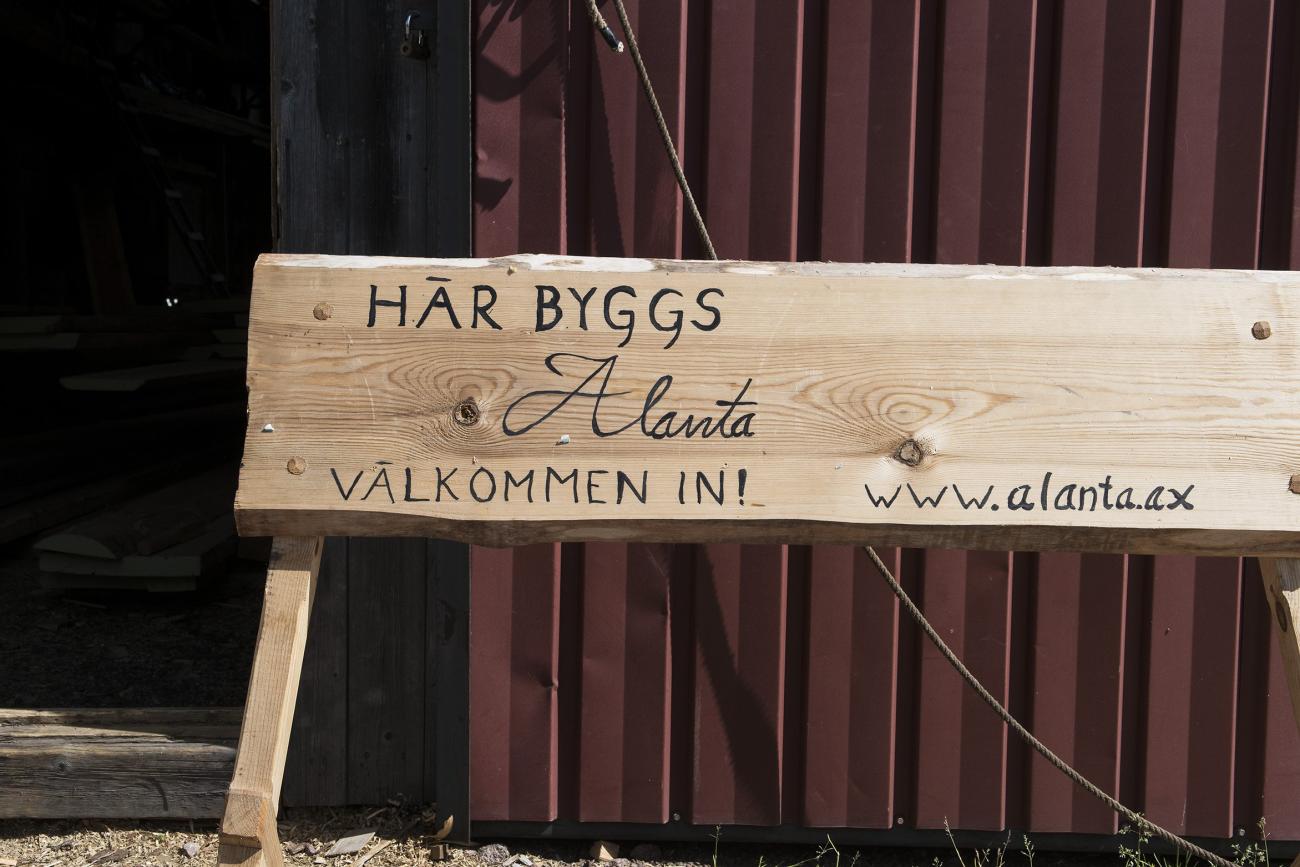 HÄR BYGGS
Alanta
VÄLKOMMEN IN!
www.alanta.ax